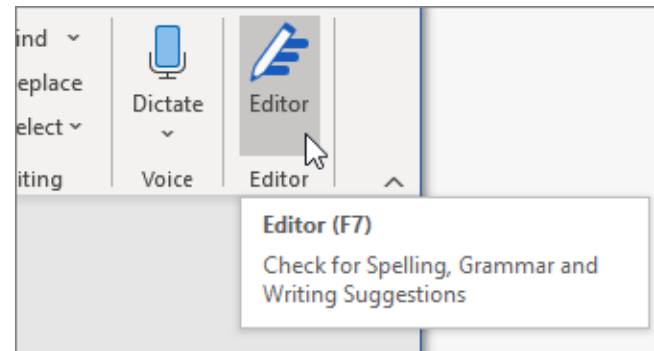 ind
eplace
elect
Dictate
Editor
iting
Voice
Editor
Editor (F7)
Check for Spelling, Grammar and
Writing Suggestions